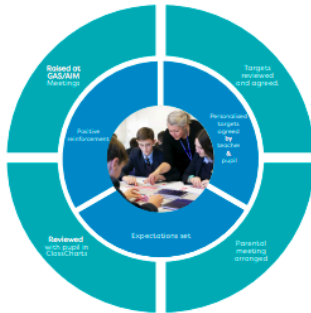 Raised at
GAS/AIM
Meetings
Targets
reviewed
and agreed.
Positive
reinforcement
Personalised
targets
agreed
by
teacher
&
pupil
Expectations set
Reviewed
with pupil in
ClassCharts
Parental
meeting
arranged